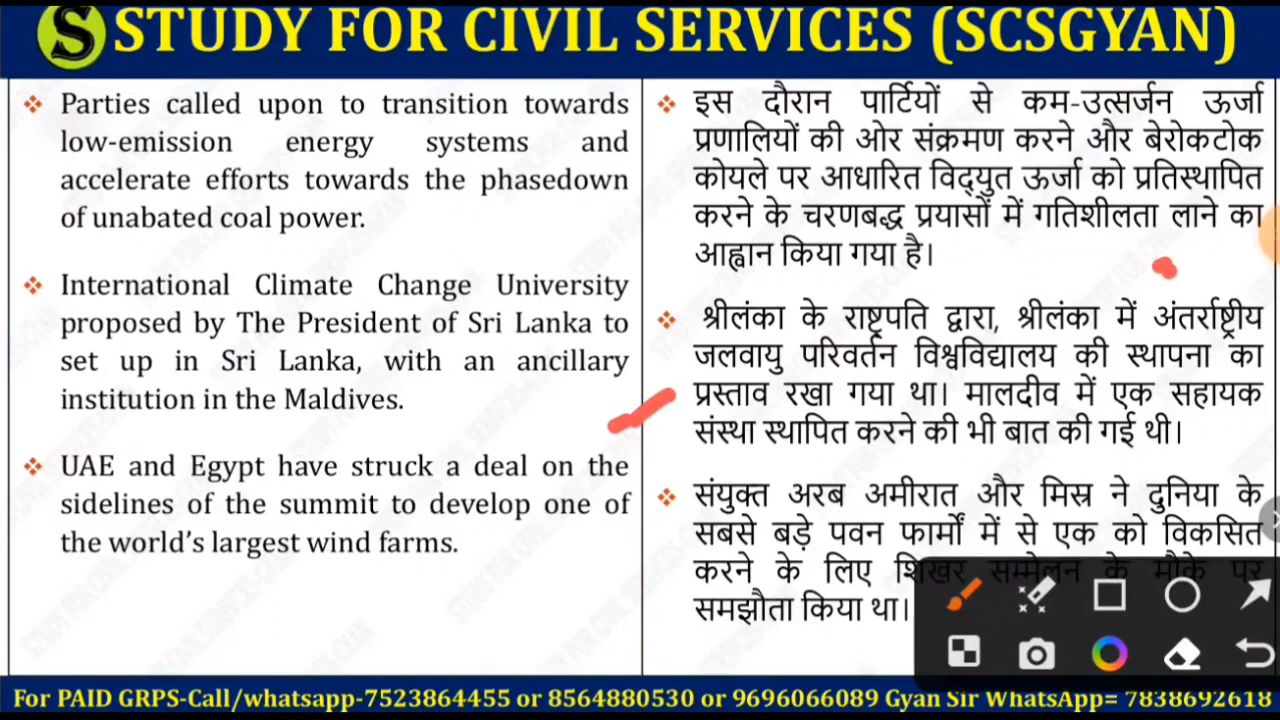 S STUDY FOR CIVIL SERVICES (SCSGYAN)
❖ Parties called upon to transition towards
low-emission energy systems and
accelerate efforts towards the phasedown
of unabated coal power.
❖ International Climate Change University
proposed by The President of Sri Lanka to
set up in Sri Lanka, with an ancillary
institution in the Maldives.
❖ UAE and Egypt have struck a deal on the
sidelines of the summit to develop one of
the world’s largest wind farms.
❖ इस दौरान पार्टियों से कम-उत्सर्जन ऊर्जा
प्रणालियों की ओर संक्रमण करने और बेरोकटोक
कोयले पर आधारित विद्युत ऊर्जा को प्रतिस्थापित
करने के चरणबद्ध प्रयासों में गतिशीलता लाने का
आह्वान किया गया है।
❖ श्रीलंका के राष्ट्रपति द्वारा, श्रीलंका में अंतर्राष्ट्रीय
जलवायु परिवर्तन विश्वविद्यालय की स्थापना का
प्रस्ताव रखा गया था। मालदीव में एक सहायक
संस्था स्थापित करने की भी बात की गई थी।
❖ संयुक्त अरब अमीरात और मिस्र ने दुनिया के
सबसे बड़े पवन फार्मों में से एक को विकसित
करने के लिए शिखर सम्मेलन के मौके पर
समझौता किया था।
For PAID GRPS-Call/whatsapp-7523864455 or 8564880530 or 9696066089 Gyan Sir WhatsApp= 7838692618